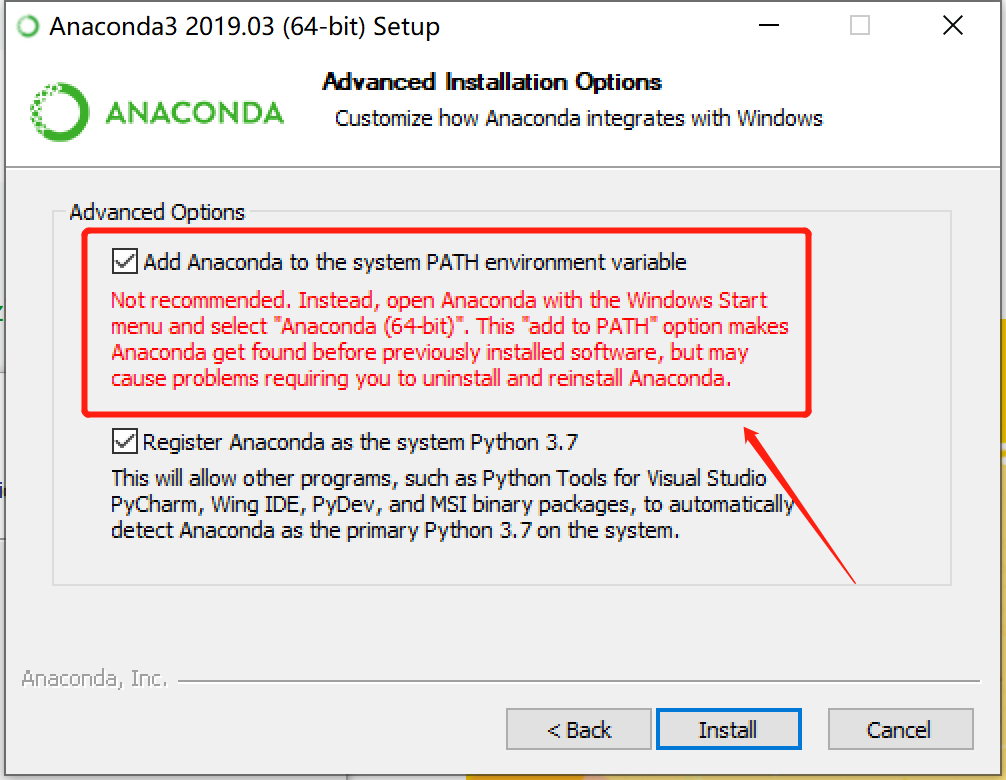 Anaconda3 2019.03 (64-bit) Setup
ANACONDA
Advanced Installation Options
Customize how Anaconda integrates with Windows
Advanced Options
Add Anaconda to the system PATH environment variable
Not recommended. Instead, open Anaconda with the Windows Start
menu and select "Anaconda (64-bit)". This "add to PATH" option makes
Anaconda get found before previously installed software, but may
cause problems requiring you to uninstall and reinstall Anaconda.
Register Anaconda as the system Python 3.7
This will allow other programs, such as Python Tools for Visual Studio
PyCharm, Wing IDE, PyDev, and MSI binary packages, to automatically
detect Anaconda as the primary Python 3.7 on the system.
Anaconda, Inc.
< Back
Install
Cancel